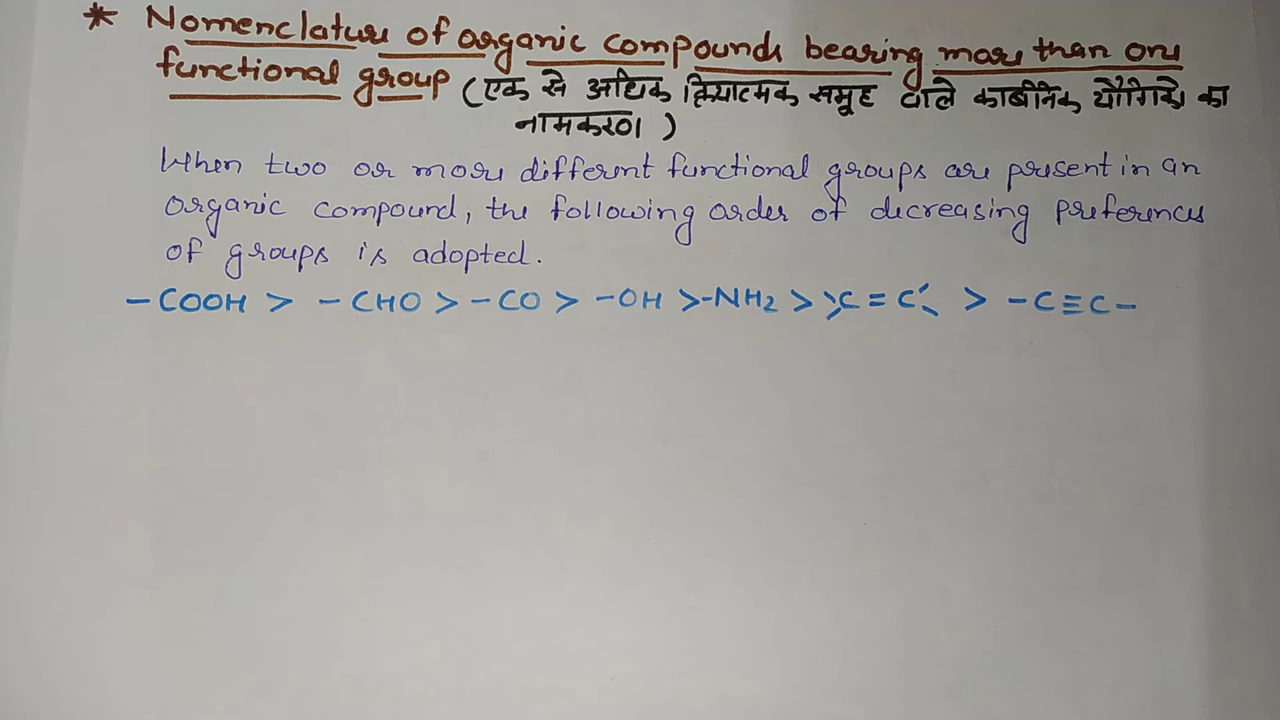 * Nomenclature of organic compounds bearing more than one
functional group (एक से अधिक क्रियात्मक समूह वाले कार्बनिक यौगिकों का
नामकरण।)
When two or more different functional groups are present in an
organic compound, the following order of decreasing preference
of groups is adopted.
-COOH > -CHO > -CO > -OH > -NH₂ > >C=C< > -C≡C-